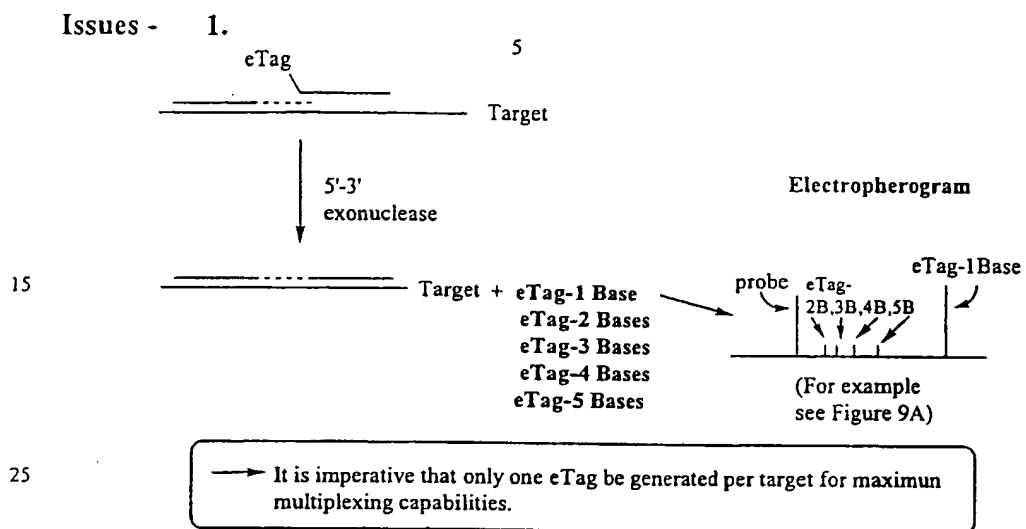 Issues - 1.
5
eTag
Target
5'-3'
exonuclease
Electropherogram
15
Target + eTag-1 Base
eTag-2 Bases
eTag-3 Bases
eTag-4 Bases
eTag-5 Bases
probe
eTag-
2B,3B,4B,5B
eTag-1Base
(For example
see Figure 9A)
25
It is imperative that only one eTag be generated per target for maximun
multiplexing capabilities.